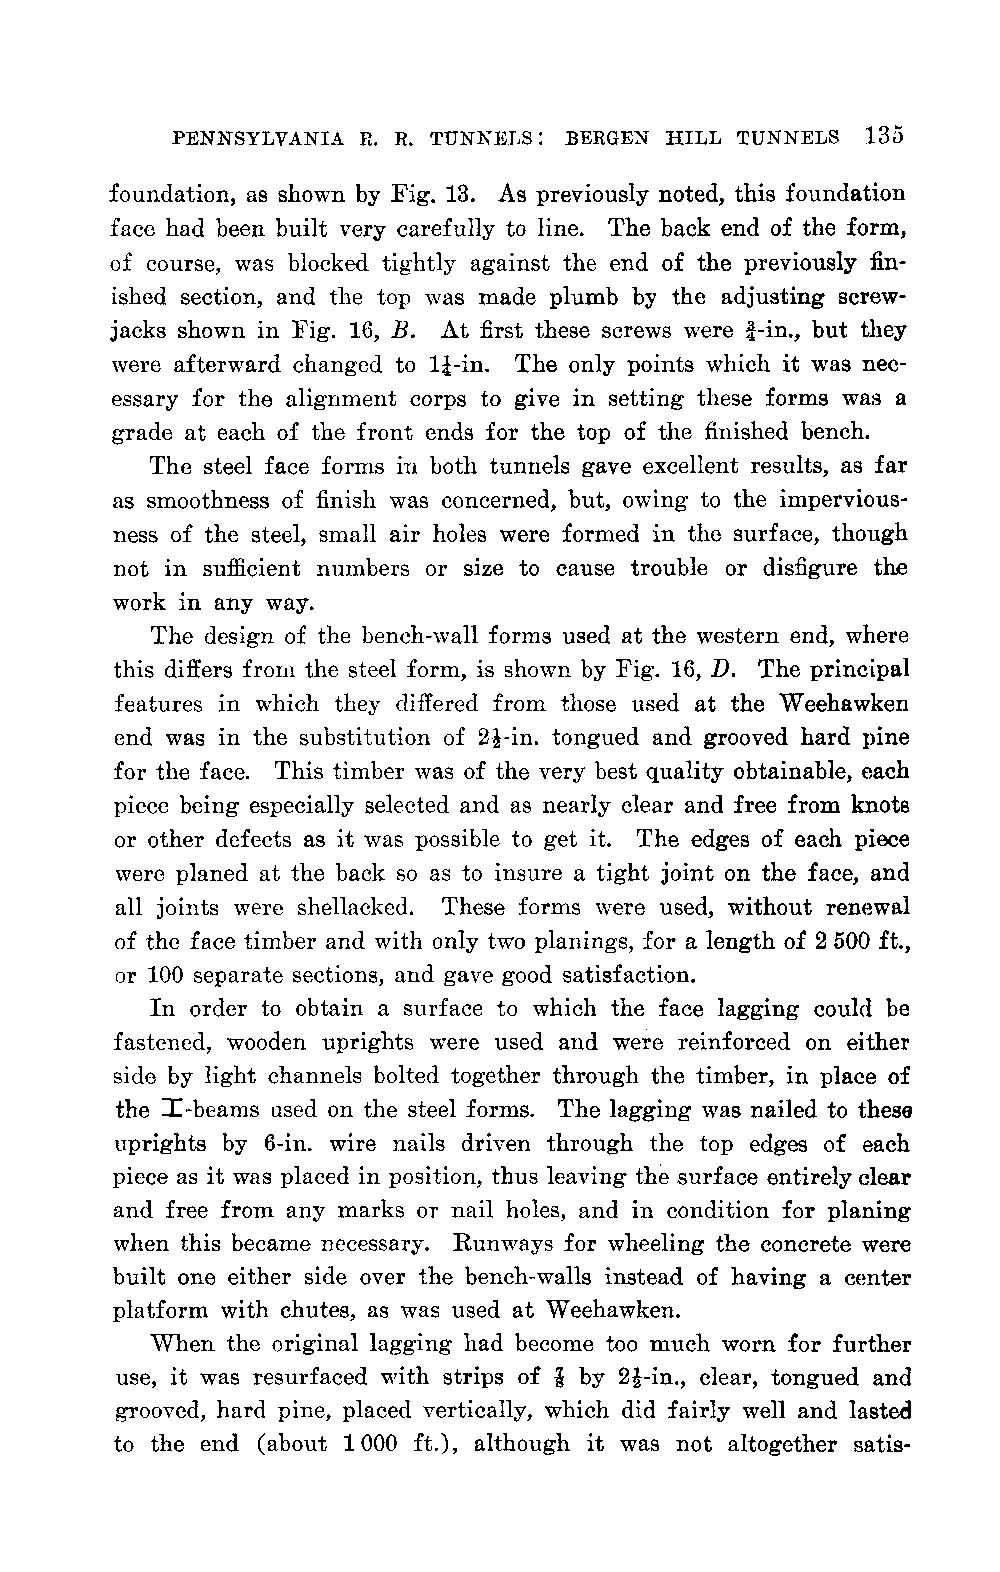 PENNSYLVANIA R. R. TUNNELS: BERGEN HILL TUNNELS 135
foundation, as shown by Fig. 13. As previously noted, this foundation
face had been built very carefully to line. The back end of the form,
of course, was blocked tightly against the end of the previously fin-
ished section, and the top was made plumb by the adjusting screw-
jacks shown in Fig. 16, B. At first these screws were ¾-in., but they
were afterward changed to 1¼-in. The only points which it was nec-
essary for the alignment corps to give in setting these forms was a
grade at each of the front ends for the top of the finished bench.
The steel face forms in both tunnels gave excellent results, as far
as smoothness of finish was concerned, but, owing to the impervious-
ness of the steel, small air holes were formed in the surface, though
not in sufficient numbers or size to cause trouble or disfigure the
work in any way.
The design of the bench-wall forms used at the western end, where
this differs from the steel form, is shown by Fig. 16, D. The principal
features in which they differed from those used at the Weehawken
end was in the substitution of 2½-in. tongued and grooved hard pine
for the face. This timber was of the very best quality obtainable, each
piece being especially selected and as nearly clear and free from knots
or other defects as it was possible to get it. The edges of each piece
were planed at the back so as to insure a tight joint on the face, and
all joints were shellacked. These forms were used, without renewal
of the face timber and with only two planings, for a length of 2 500 ft.,
or 100 separate sections, and gave good satisfaction.
In order to obtain a surface to which the face lagging could be
fastened, wooden uprights were used and were reinforced on either
side by light channels bolted together through the timber, in place of
the I-beams used on the steel forms. The lagging was nailed to these
uprights by 6-in. wire nails driven through the top edges of each
piece as it was placed in position, thus leaving the surface entirely clear
and free from any marks or nail holes, and in condition for planing
when this became necessary. Runways for wheeling the concrete were
built one either side over the bench-walls instead of having a center
platform with chutes, as was used at Weehawken.
When the original lagging had become too much worn for further
use, it was resurfaced with strips of ⅞ by 2½-in., clear, tongued and
grooved, hard pine, placed vertically, which did fairly well and lasted
to the end (about 1 000 ft.), although it was not altogether satis-